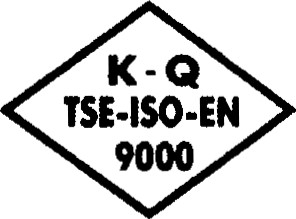 K - Q
TSE-ISO-EN
9000